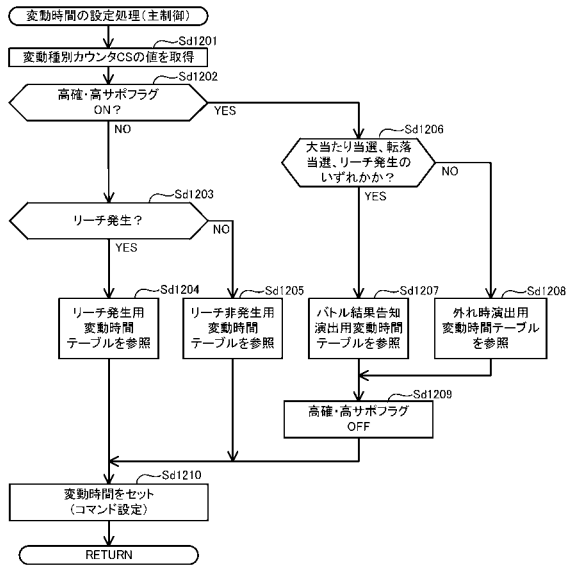 変動時間の設定処理（主制御）
Sd1201
変動種別カウンタCSの値を取得
Sd1202
高確・高サポフラグ
ON？
YES
NO
Sd1206
大当たり当選、転落
当選、リーチ発生の
いずれかか？
NO
YES
Sd1203
リーチ発生？
NO
YES
Sd1204
リーチ発生用
変動時間
テーブルを参照
Sd1205
リーチ非発生用
変動時間
テーブルを参照
Sd1207
バトル結果告知
演出用変動時間
テーブルを参照
Sd1208
外れ時演出用
変動時間テーブル
を参照
Sd1209
高確・高サポフラグ
OFF
Sd1210
変動時間をセット
（コマンド設定）
RETURN